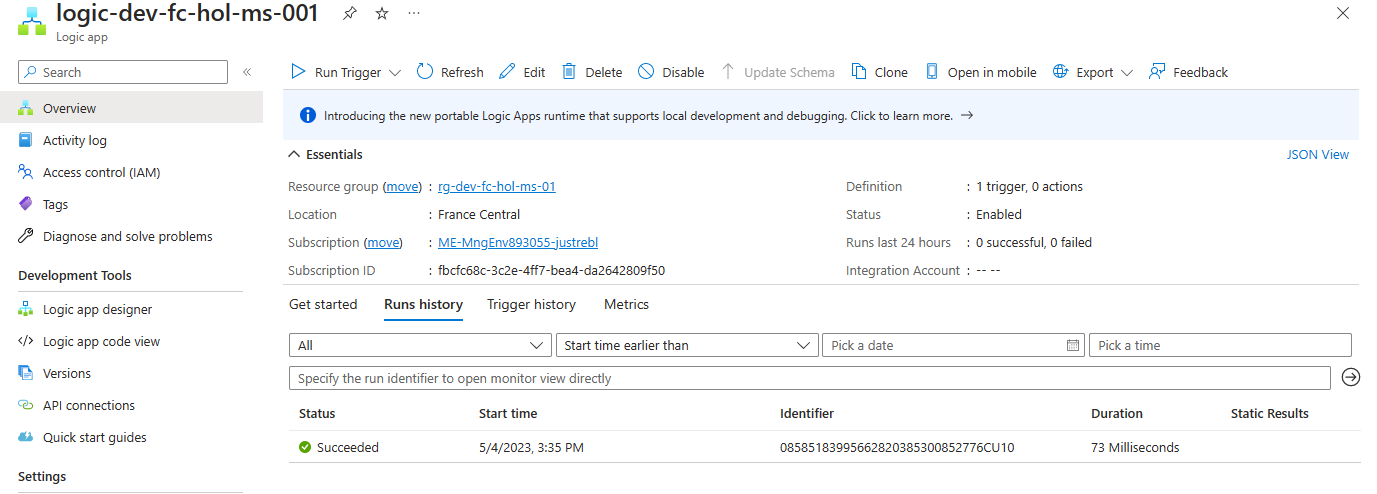 logic-dev-fc-hol-ms-001
Logic app
Search
Overview
Activity log
Access control (IAM)
Tags
Diagnose and solve problems
Development Tools
Logic app designer
Logic app code view
Versions
API connections
Quick start guides
Settings
Run Trigger Refresh Edit Delete Disable Update Schema Clone Open in mobile Export Feedback
Introducing the new portable Logic Apps runtime that supports local development and debugging. Click to learn more. →
Essentials JSON View
Resource group (move) : rg-dev-fc-hol-ms-01 Definition : 1 trigger, 0 actions
Location : France Central Status : Enabled
Subscription (move) : ME-MngEnv893055-justrebl Runs last 24 hours : 0 successful, 0 failed
Subscription ID : fbcfc68c-3c2e-4ff7-bea4-da2642809f50 Integration Account : -- --
Get started Runs history Trigger history Metrics
All Start time earlier than Pick a date Pick a time
Specify the run identifier to open monitor view directly
Status Start time Identifier Duration Static Results
Succeeded 5/4/2023, 3:35 PM 08585183995662820385300852776CU10 73 Milliseconds